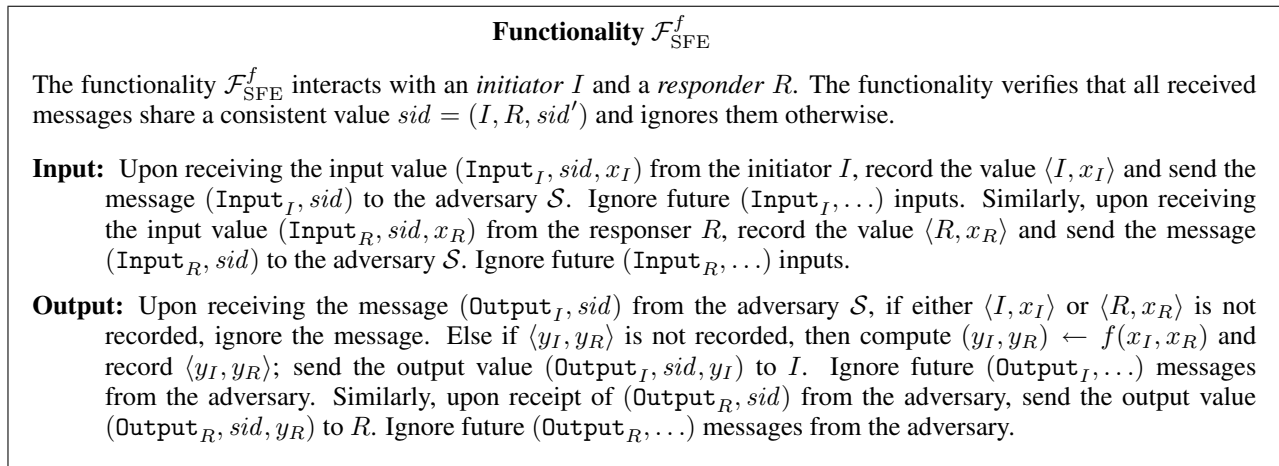 Functionality $\mathcal{F}_{\text{SFE}}^{f}$
The functionality $\mathcal{F}_{\text{SFE}}^{f}$ interacts with an initiator $I$ and a responder $R$. The functionality verifies that all received
messages share a consistent value $sid = (I, R, sid')$ and ignores them otherwise.
Input: Upon receiving the input value $(\texttt{Input}_I, sid, x_I)$ from the initiator $I$, record the value $\langle I, x_I \rangle$ and send the
message $(\texttt{Input}_I, sid)$ to the adversary $\mathcal{S}$. Ignore future $(\texttt{Input}_I, \ldots)$ inputs. Similarly, upon receiving
the input value $(\texttt{Input}_R, sid, x_R)$ from the responser $R$, record the value $\langle R, x_R \rangle$ and send the message
$(\texttt{Input}_R, sid)$ to the adversary $\mathcal{S}$. Ignore future $(\texttt{Input}_R, \ldots)$ inputs.
Output: Upon receiving the message $(\texttt{Output}_I, sid)$ from the adversary $\mathcal{S}$, if either $\langle I, x_I \rangle$ or $\langle R, x_R \rangle$ is not
recorded, ignore the message. Else if $\langle y_I, y_R \rangle$ is not recorded, then compute $(y_I, y_R) \leftarrow f(x_I, x_R)$ and
record $\langle y_I, y_R \rangle$; send the output value $(\texttt{Output}_I, sid, y_I)$ to $I$. Ignore future $(\texttt{Output}_I, \ldots)$ messages
from the adversary. Similarly, upon receipt of $(\texttt{Output}_R, sid)$ from the adversary, send the output value
$(\texttt{Output}_R, sid, y_R)$ to $R$. Ignore future $(\texttt{Output}_R, \ldots)$ messages from the adversary.